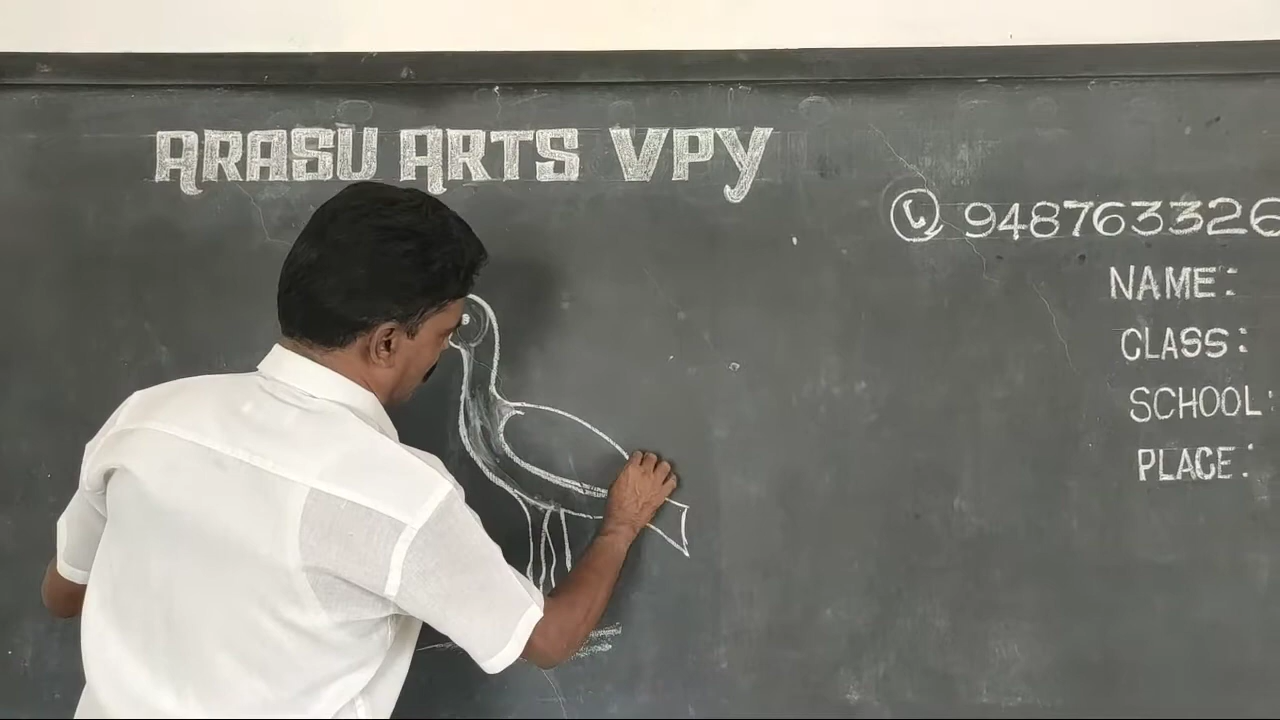 ARASU ARTS VPY
948763326
NAME:
CLASS:
SCHOOL:
PLACE: